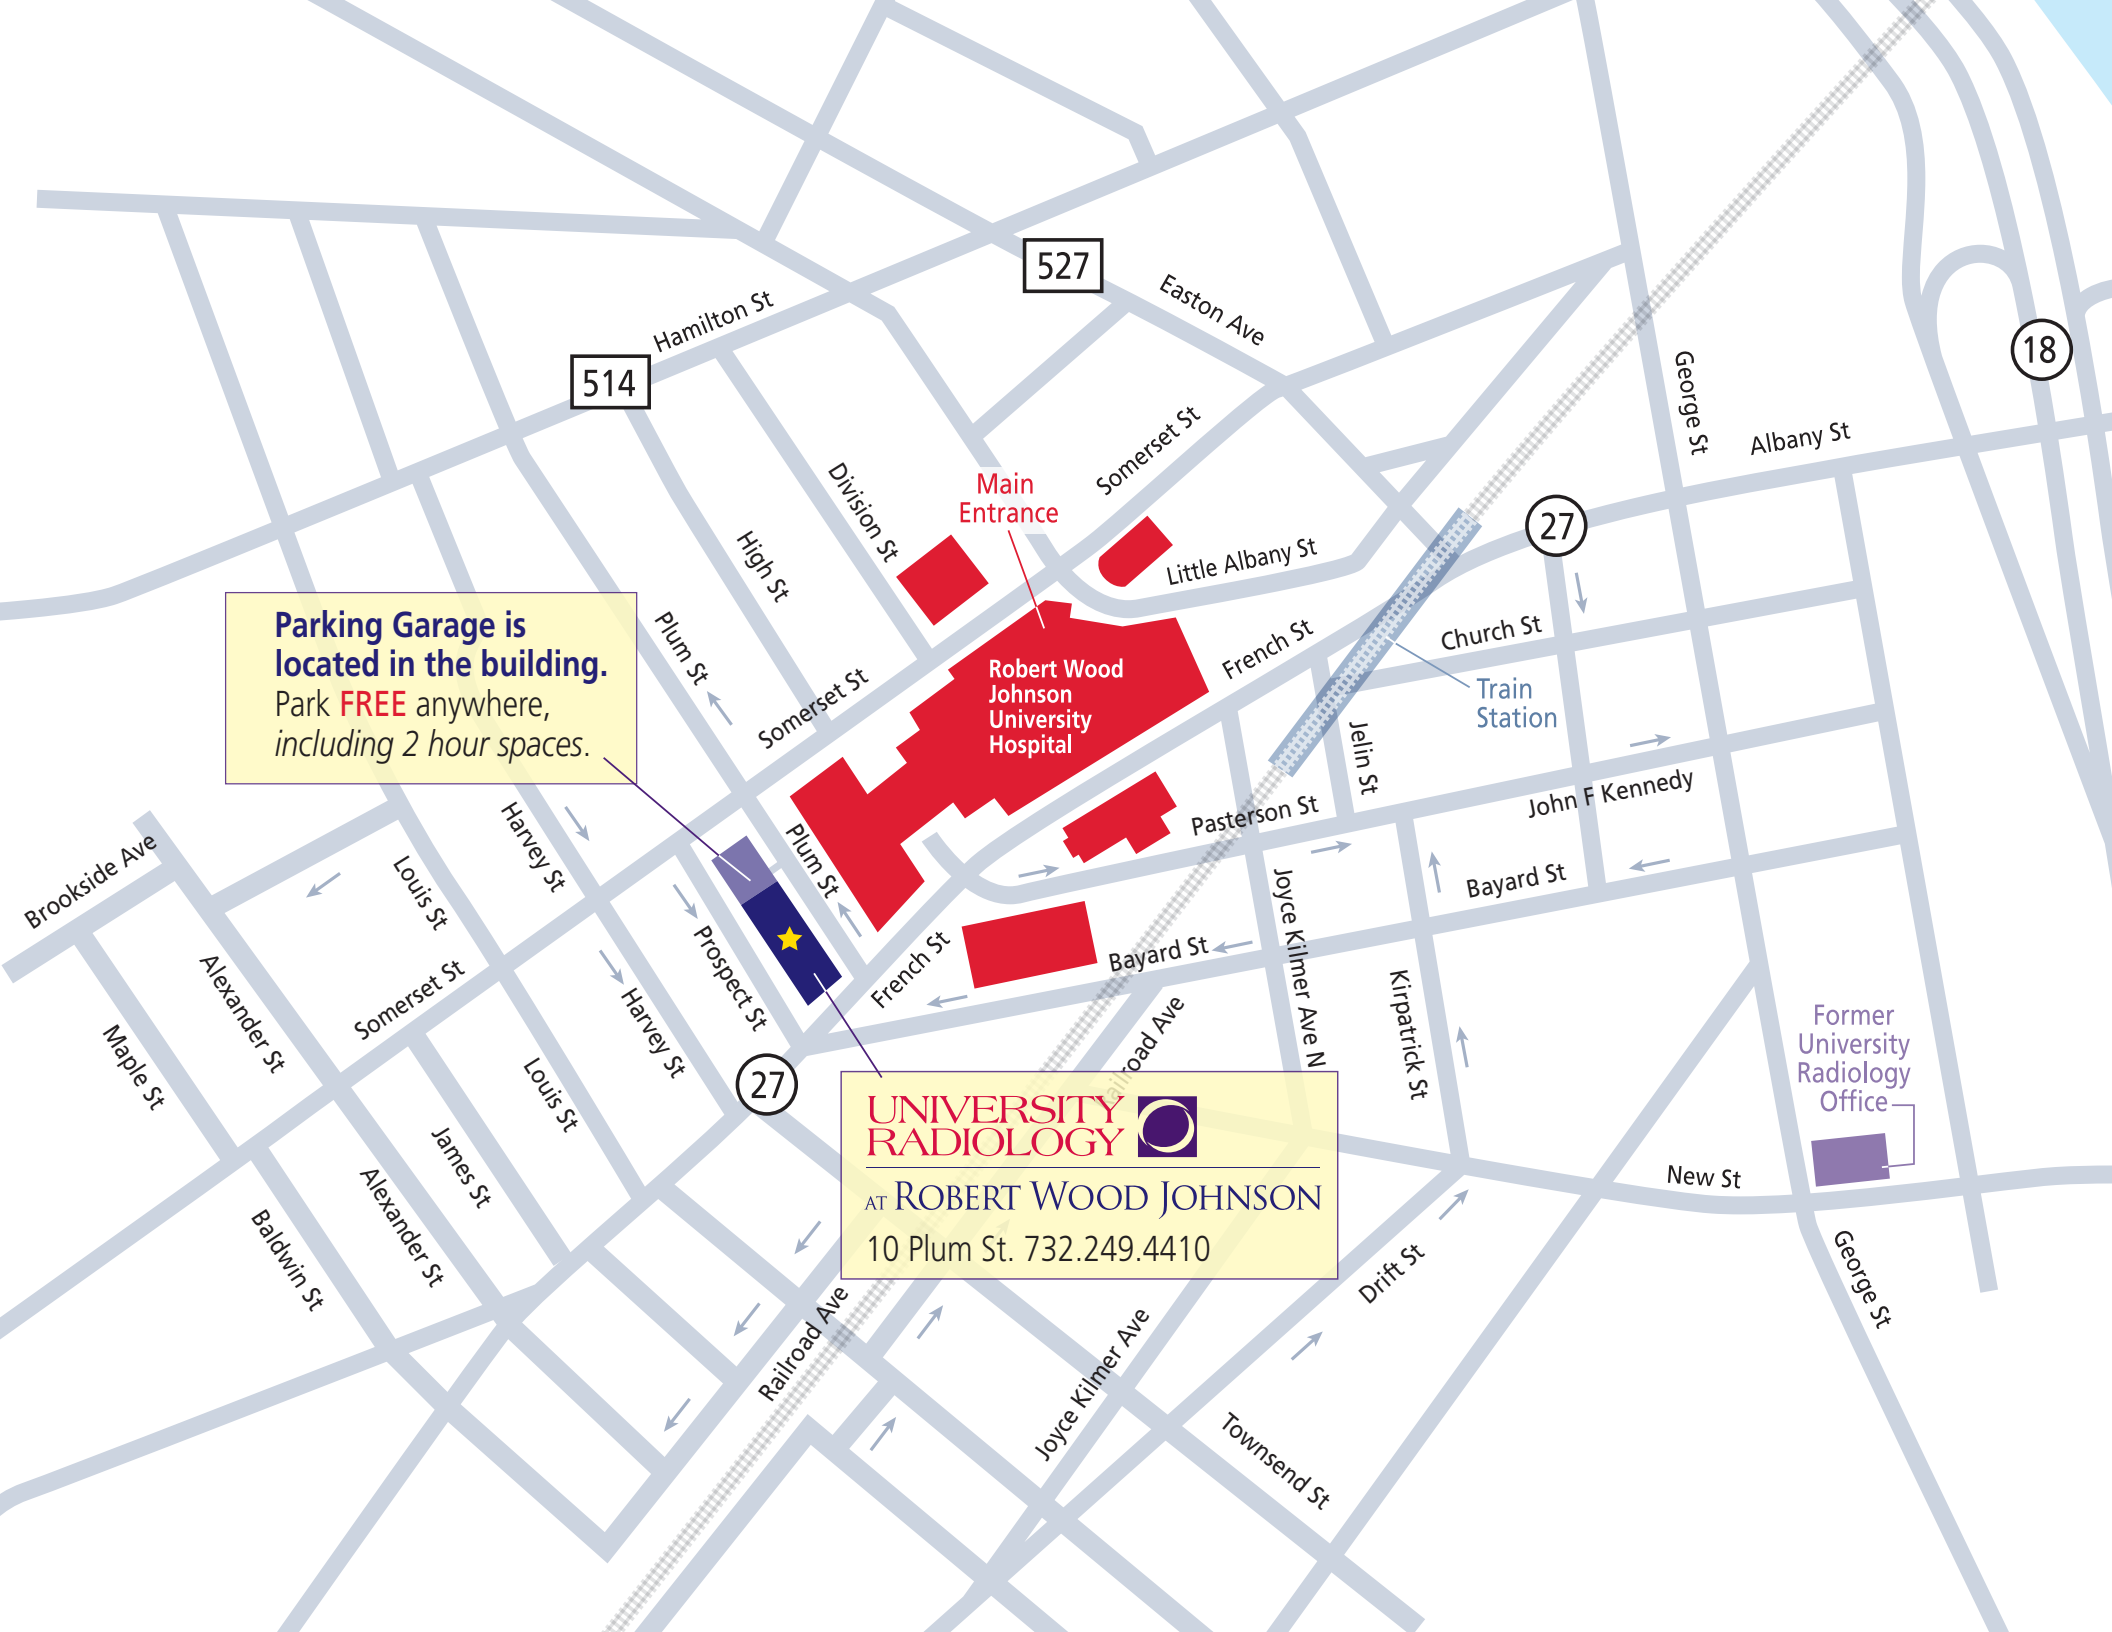 527
Easton Ave
Hamilton St
514
18
George St
Albany St
Somerset St
Division St
Main
Entrance
High St
27
Little Albany St
Parking Garage is
located in the building.
Park FREE anywhere,
including 2 hour spaces.
Plum St
Church St
French St
Somerset St
Robert Wood
Johnson
University
Hospital
Train
Station
Jelin St
John F Kennedy
Pasterson St
Harvey St
Plum St
Brookside Ave
Louis St
Bayard St
Joyce Kilmer Ave N
Prospect St
French St
Bayard St
Alexander St
Somerset St
Harvey St
Kirpatrick St
Railroad Ave
Former
University
Radiology
Office
Maple St
Louis St
27
UNIVERSITY
RADIOLOGY
AT ROBERT WOOD JOHNSON
10 Plum St. 732.249.4410
James St
Alexander St
New St
Baldwin St
Drift St
George St
Railroad Ave
Joyce Kilmer Ave
Townsend St